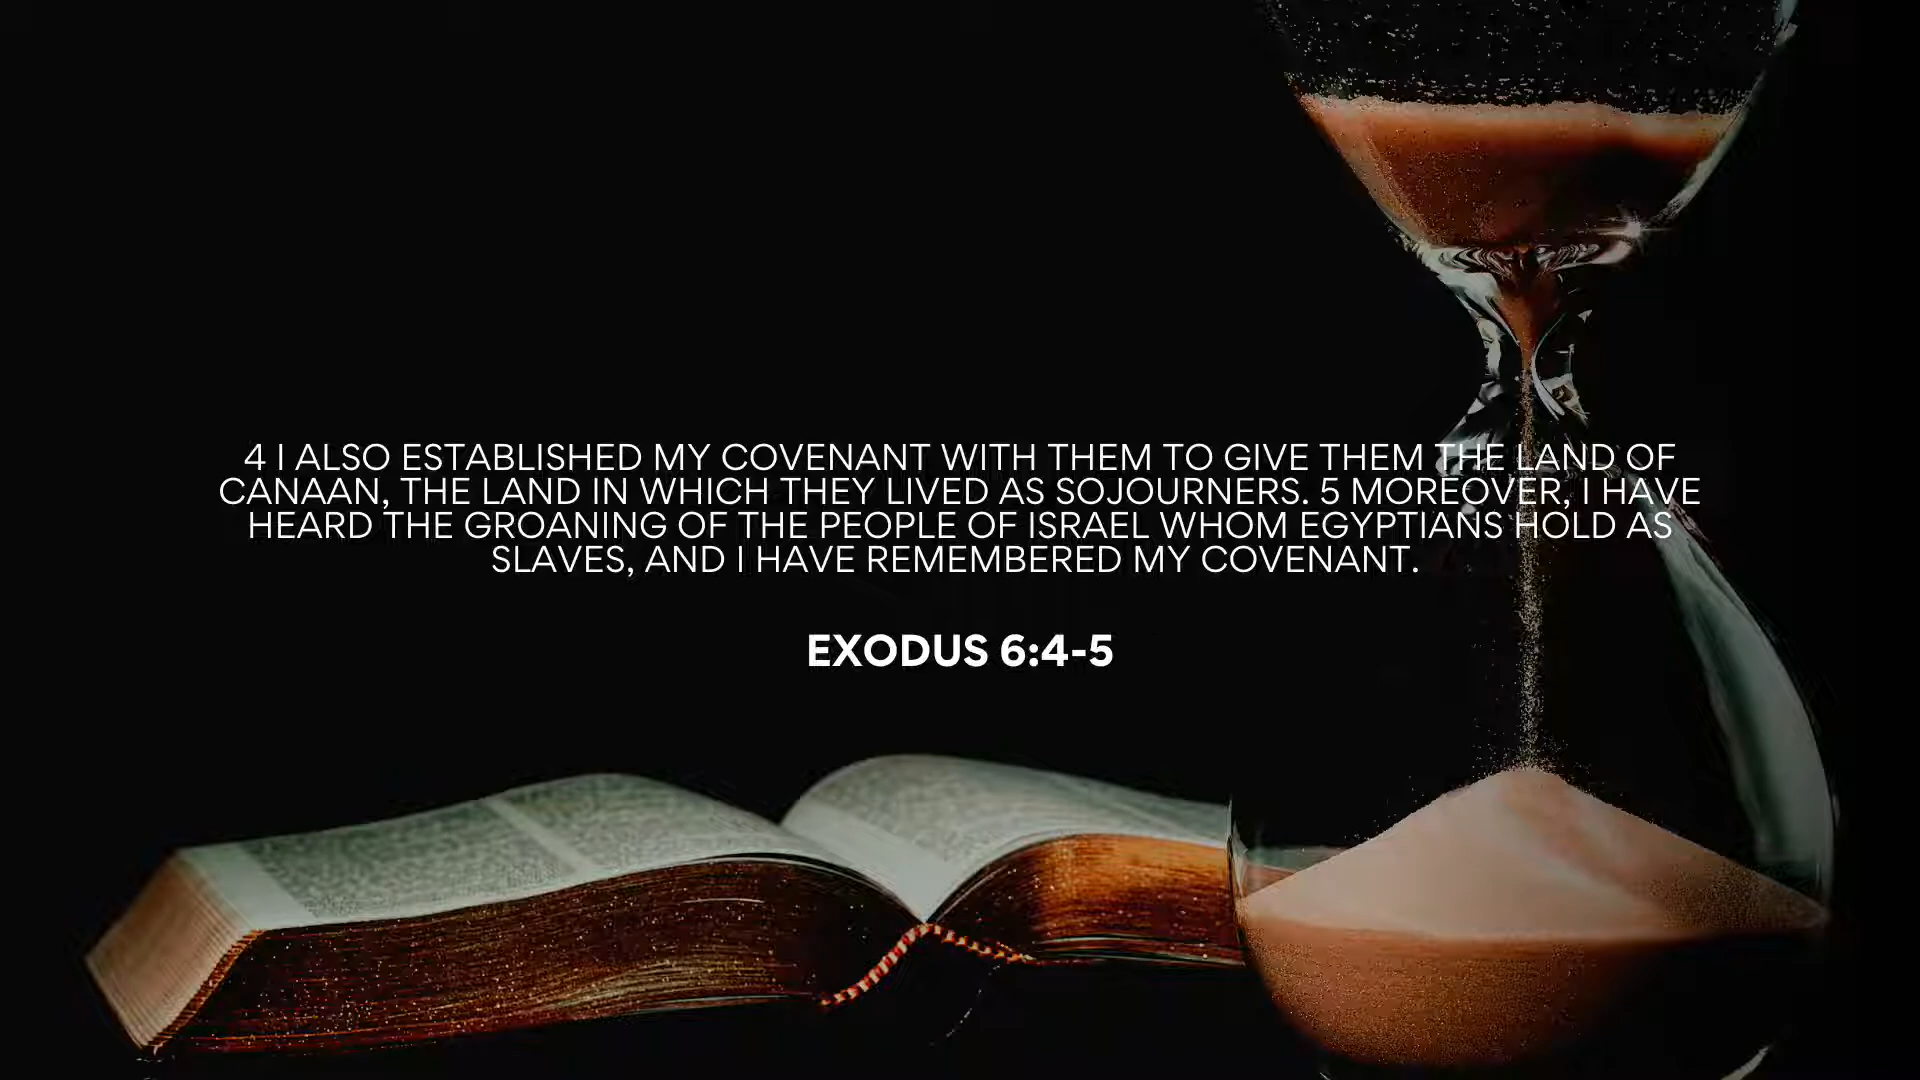 4 I ALSO ESTABLISHED MY COVENANT WITH THEM TO GIVE THEM THE LAND OF
CANAAN, THE LAND IN WHICH THEY LIVED AS SOJOURNERS. 5 MOREOVER, I HAVE
HEARD THE GROANING OF THE PEOPLE OF ISRAEL WHOM EGYPTIANS HOLD AS
SLAVES, AND I HAVE REMEMBERED MY COVENANT.
EXODUS 6:4-5